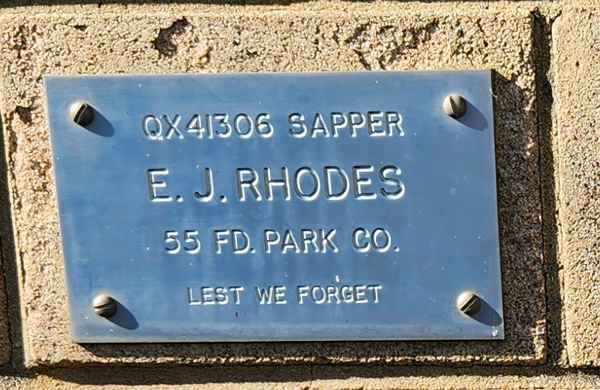 QX41306 SAPPER
E. J. RHODES
55 FD. PARK CO.
LEST WE FORGET